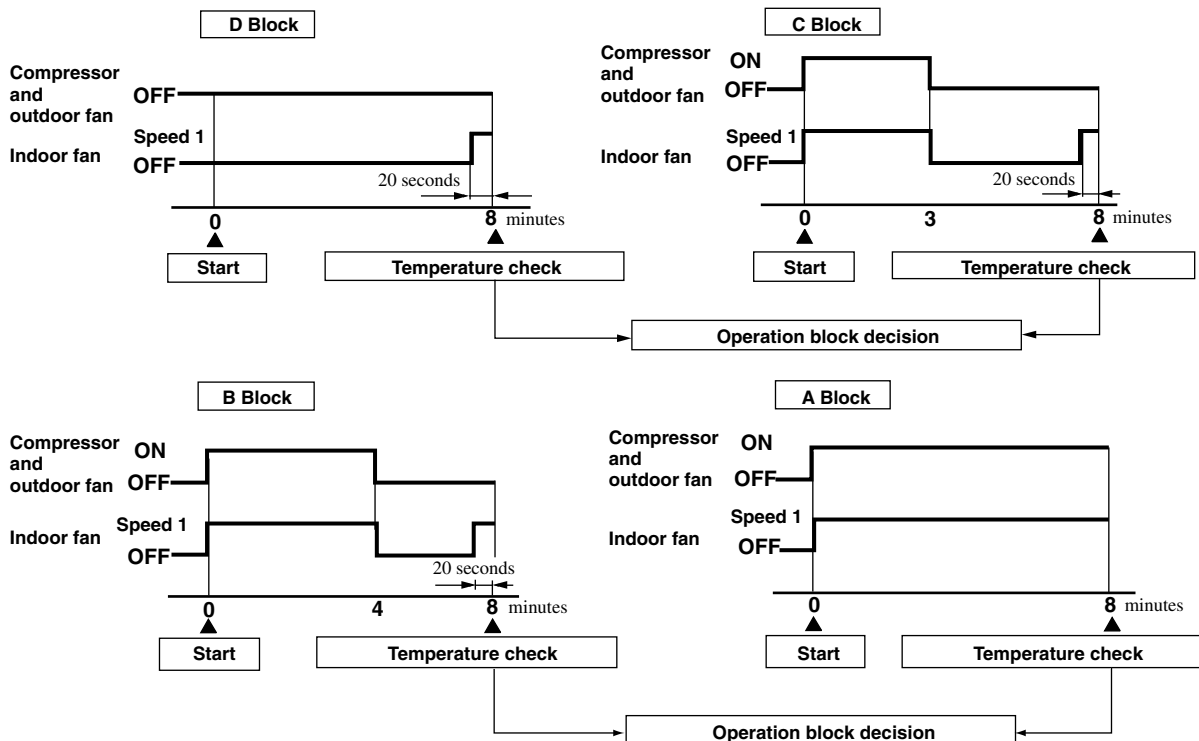 D Block
Compressor
and
outdoor fan
OFF
Speed 1
Indoor fan
OFF
20 seconds
0
8 minutes
Start
Temperature check
C Block
Compressor
and
outdoor fan
ON
OFF
Speed 1
Indoor fan
OFF
20 seconds
0
3
8 minutes
Start
Temperature check
Operation block decision
B Block
Compressor
and
outdoor fan
ON
OFF
Speed 1
Indoor fan
OFF
20 seconds
0
4
8 minutes
Start
Temperature check
A Block
Compressor
and
outdoor fan
ON
OFF
Speed 1
Indoor fan
OFF
0
8 minutes
Start
Temperature check
Operation block decision